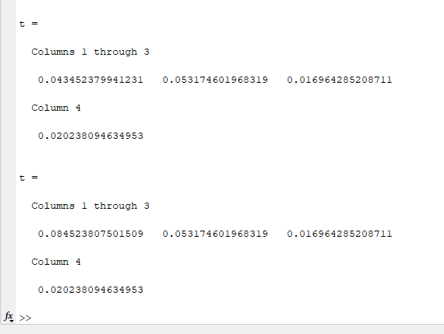 t =
Columns 1 through 3
0.043452379941231 0.053174601968319 0.016964285208711
Column 4
0.020238094634953
t =
Columns 1 through 3
0.084523807501509 0.053174601968319 0.016964285208711
Column 4
0.020238094634953
fx >>